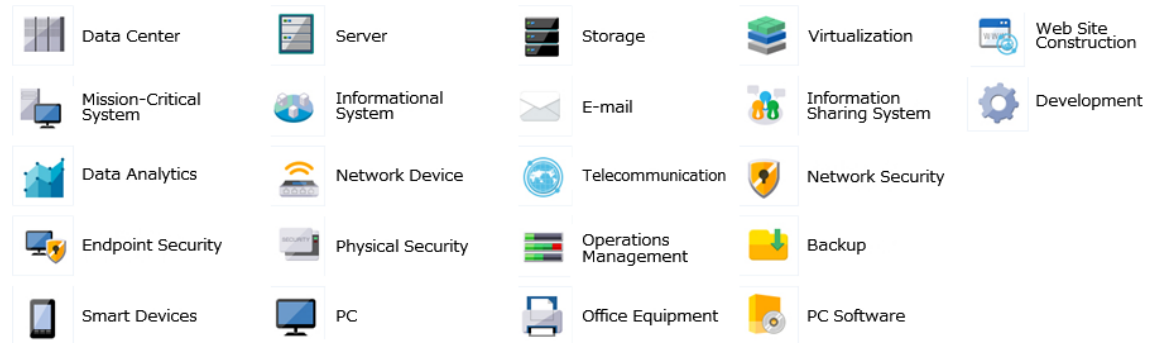 Data Center
Server
Storage
Virtualization
Web Site
Construction
Mission-Critical
System
Informational
System
E-mail
Information
Sharing System
Development
Data Analytics
Network Device
Telecommunication
Network Security
Endpoint Security
SECURITY
Physical Security
Operations
Management
Backup
Smart Devices
PC
Office Equipment
PC Software